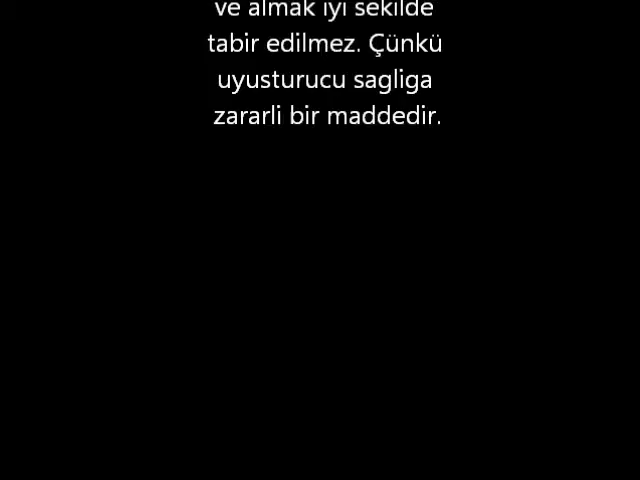 ve almak iyi sekilde
tabir edilmez. Çünkü
uyusturucu sagliga
zararli bir maddedir.